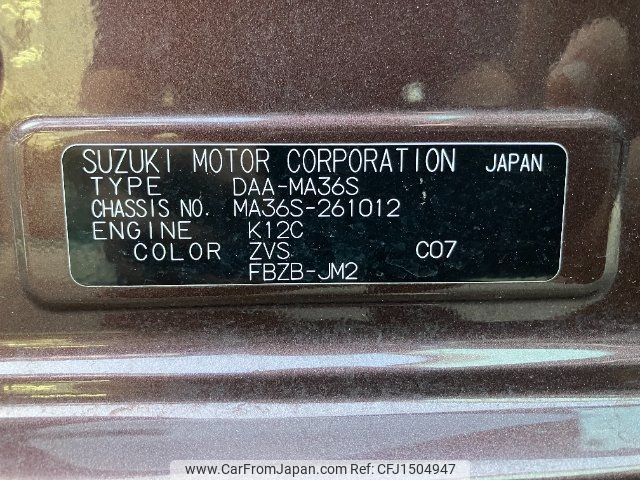 SUZUKI MOTOR CORPORATION JAPAN
TYPE DAA-MA36S
CHASSIS NO. MA36S-261012
ENGINE K12C
COLOR ZVS C07
FBZB-JM2
www.CarFromJapan.com - Ref No: CFJ1504947